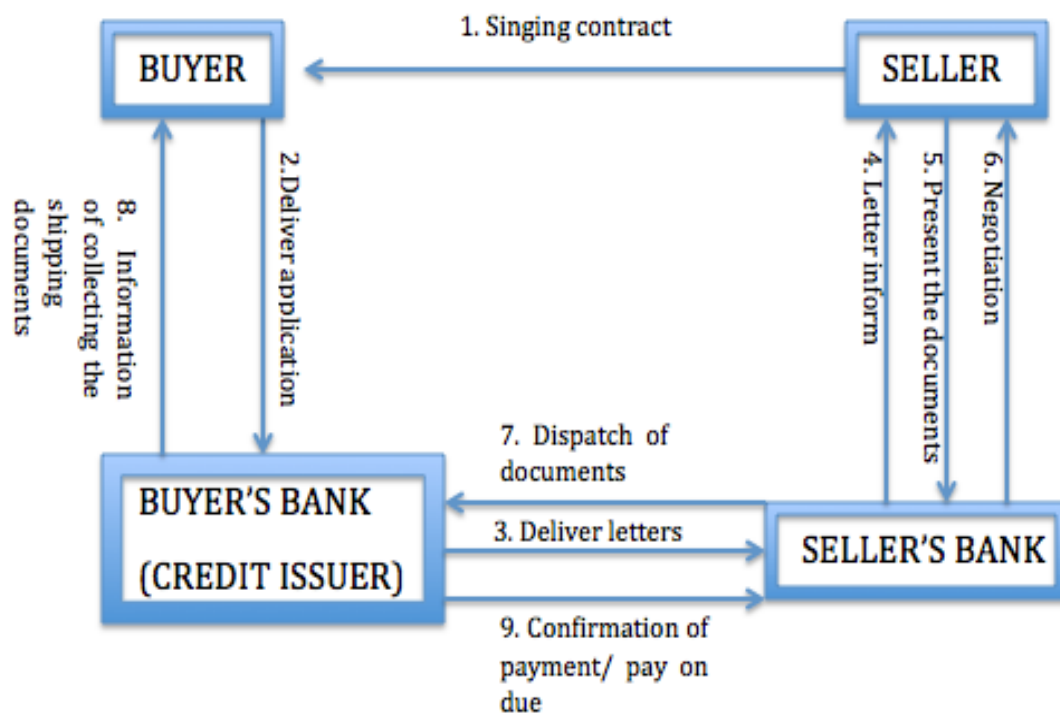 1. Singing contract
BUYER
SELLER
2.Deliver application
8. Information
of collecting the
shipping
documents
4. Letter inform
5. Present the documents
6. Negotiation
7. Dispatch of
documents
BUYER'S BANK
(CREDIT ISSUER)
3. Deliver letters
SELLER'S BANK
9. Confirmation of
payment/ pay on
due